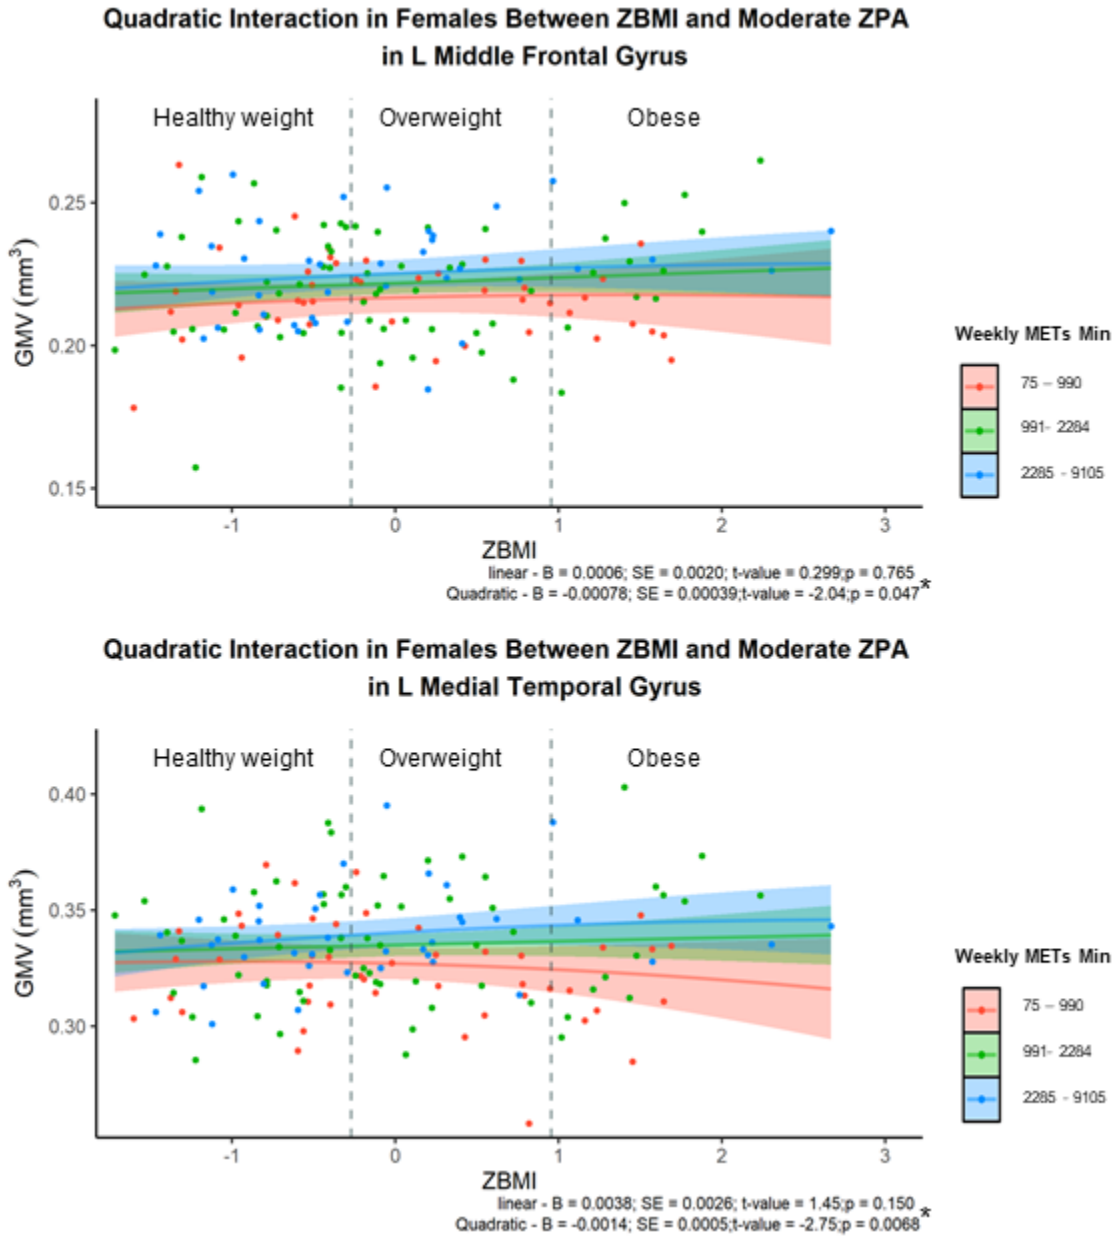 Quadratic Interaction in Females Between ZBMI and Moderate ZPA
in L Middle Frontal Gyrus
Healthy weight Overweight Obese
GMV (mm³)
0.25
0.20
0.15
-1 0 1 2 3
ZBMI
linear - B = 0.0006; SE = 0.0020; t-value = 0.299;p = 0.765
Quadratic - B = -0.00078; SE = 0.00039;t-value = -2.04;p = 0.047*
Weekly METs Min
75 – 990
991- 2284
2285 - 9105
Quadratic Interaction in Females Between ZBMI and Moderate ZPA
in L Medial Temporal Gyrus
Healthy weight Overweight Obese
GMV (mm³)
0.40
0.35
0.30
-1 0 1 2 3
ZBMI
linear - B = 0.0038; SE = 0.0026; t-value = 1.45;p = 0.150
Quadratic - B = -0.0014; SE = 0.0005;t-value = -2.75;p = 0.0068*
Weekly METs Min
75 – 990
991- 2284
2285 - 9105